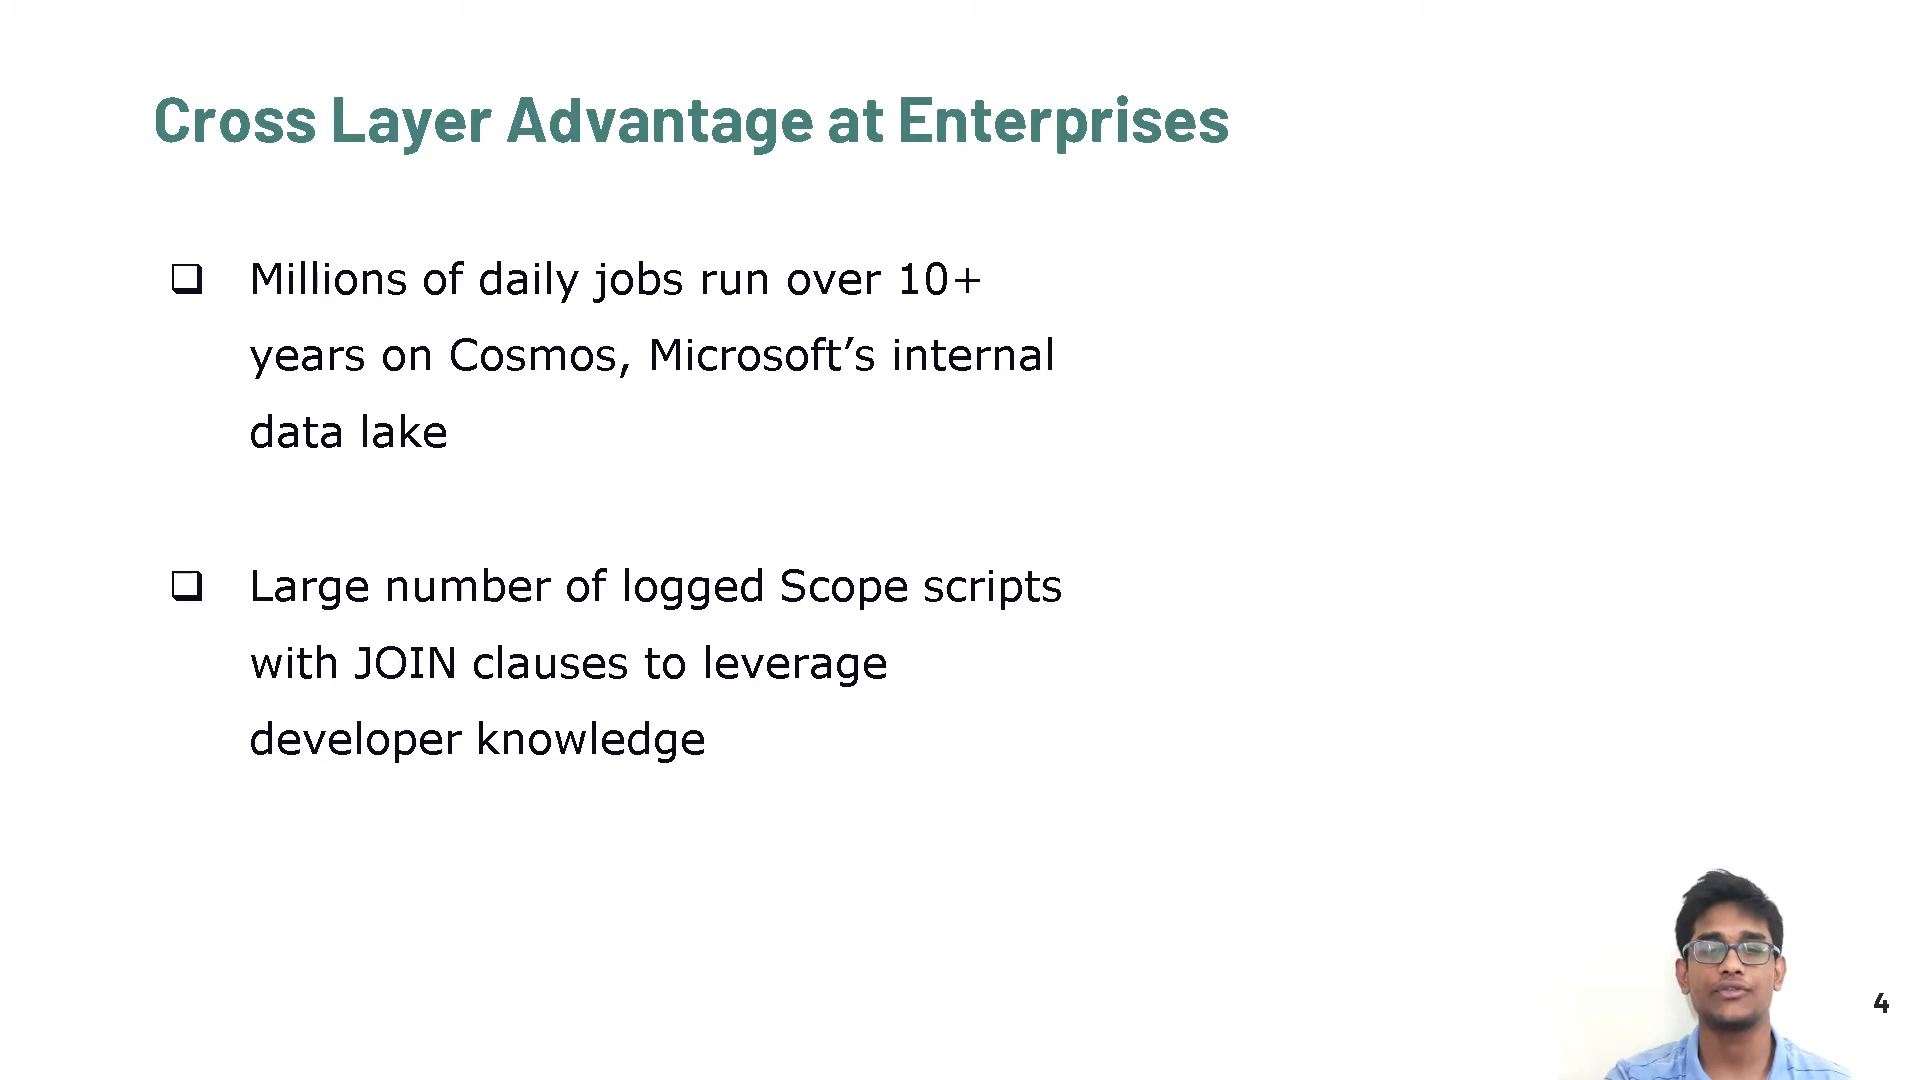 Cross Layer Advantage at Enterprises
Millions of daily jobs run over 10+
years on Cosmos, Microsoft’s internal
data lake
Large number of logged Scope scripts
with JOIN clauses to leverage
developer knowledge
4